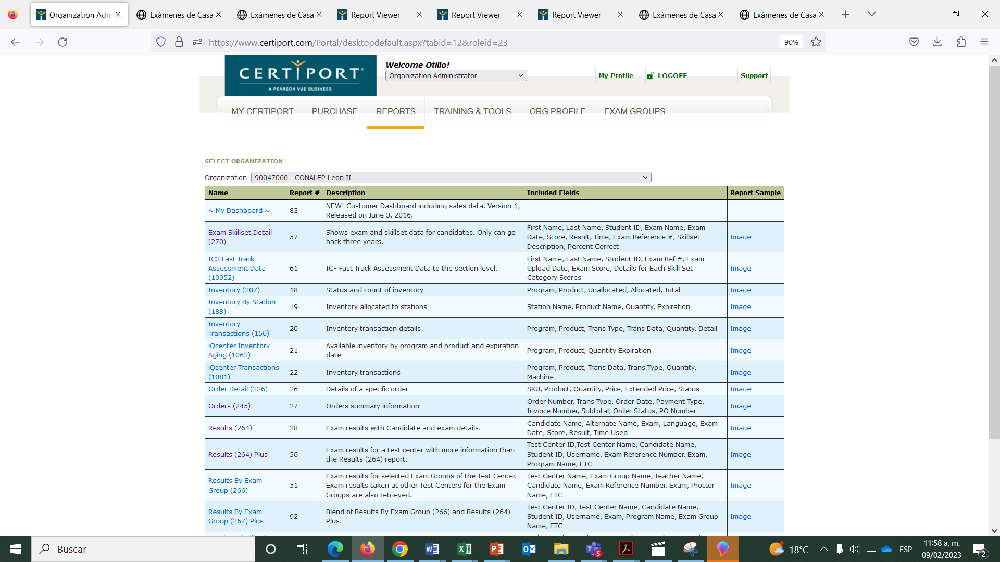 Organization Adm
Exámenes de Casa
Exámenes de Casa
Report Viewer
Report Viewer
Report Viewer
Exámenes de Casa
Exámenes de Casa
https://www.certiport.com/Portal/desktopdefault.aspx?tabid=12&roleid=23
90%
CERTIPORT
A PEARSON VUE BUSINESS
Welcome Otilio!
Organization Administrator
My Profile
LOGOFF
Support
MY CERTIPORT
PURCHASE
REPORTS
TRAINING & TOOLS
ORG PROFILE
EXAM GROUPS
SELECT ORGANIZATION
Organization
90047060 - CONALEP Leon II
Name
Report #
Description
Included Fields
Report Sample
~ My Dashboard ~
83
NEW! Customer Dashboard including sales data. Version 1,
Released on June 3, 2016.
Exam Skillset Detail
(270)
57
Shows exam and skillset data for candidates. Only can go
back three years.
First Name, Last Name, Student ID, Exam Name, Exam
Date, Score, Result, Time, Exam Reference #, Skillset
Description, Percent Correct
Image
IC3 Fast Track
Assessment Data
(10052)
61
IC³ Fast Track Assessment Data to the section level.
First Name, Last Name, Student ID, Exam Ref #, Exam
Upload Date, Exam Score, Details for Each Skill Set
Category Scores
Image
Inventory (207)
18
Status and count of inventory
Program, Product, Unallocated, Allocated, Total
Image
Inventory By Station
(188)
19
Inventory allocated to stations
Station Name, Product Name, Quantity, Expiration
Image
Inventory
Transactions (150)
20
Inventory transaction details
Program, Product, Trans Type, Trans Data, Quantity, Detail
Image
iQcenter Inventory
Aging (1062)
21
Available inventory by program and product and expiration
date
Program, Product, Quantity Expiration
Image
iQcenter Transactions
(1081)
22
Inventory transactions
Program, Product, Trans Data, Trans Type, Quantity,
Machine
Image
Order Detail (226)
26
Details of a specific order
SKU, Product, Quantity, Price, Extended Price, Status
Image
Orders (245)
27
Orders summary information
Order Number, Trans Type, Order Date, Payment Type,
Invoice Number, Subtotal, Order Status, PO Number
Image
Results (264)
28
Exam results with Candidate and exam details.
Candidate Name, Alternate Name, Exam, Language, Exam
Date, Score, Result, Time Used
Image
Results (264) Plus
56
Exam results for a test center with more information than
the Results (264) report.
Test Center ID,Test Center Name, Candidate Name,
Student ID, Username, Exam Reference Number, Exam,
Program Name, ETC
Image
Results By Exam
Group (266)
51
Exam results for selected Exam Groups of the Test Center.
Exam results taken at other Test Centers for the Exam
Groups are also retrieved.
Test Center Name, Exam Group Name, Teacher Name,
Candidate Name, Exam Reference Number, Exam, Proctor
Name, ETC
Image
Results By Exam
Group (267) Plus
92
Blend of Results By Exam Group (266) and Results (264)
Plus.
Test Center ID, Test Center Name, Candidate Name,
Student ID, Username, Exam, Program Name, Exam Group
Name, ETC
Image
Buscar
5
18°C
ESP
11:58 a. m.
09/02/2023
2